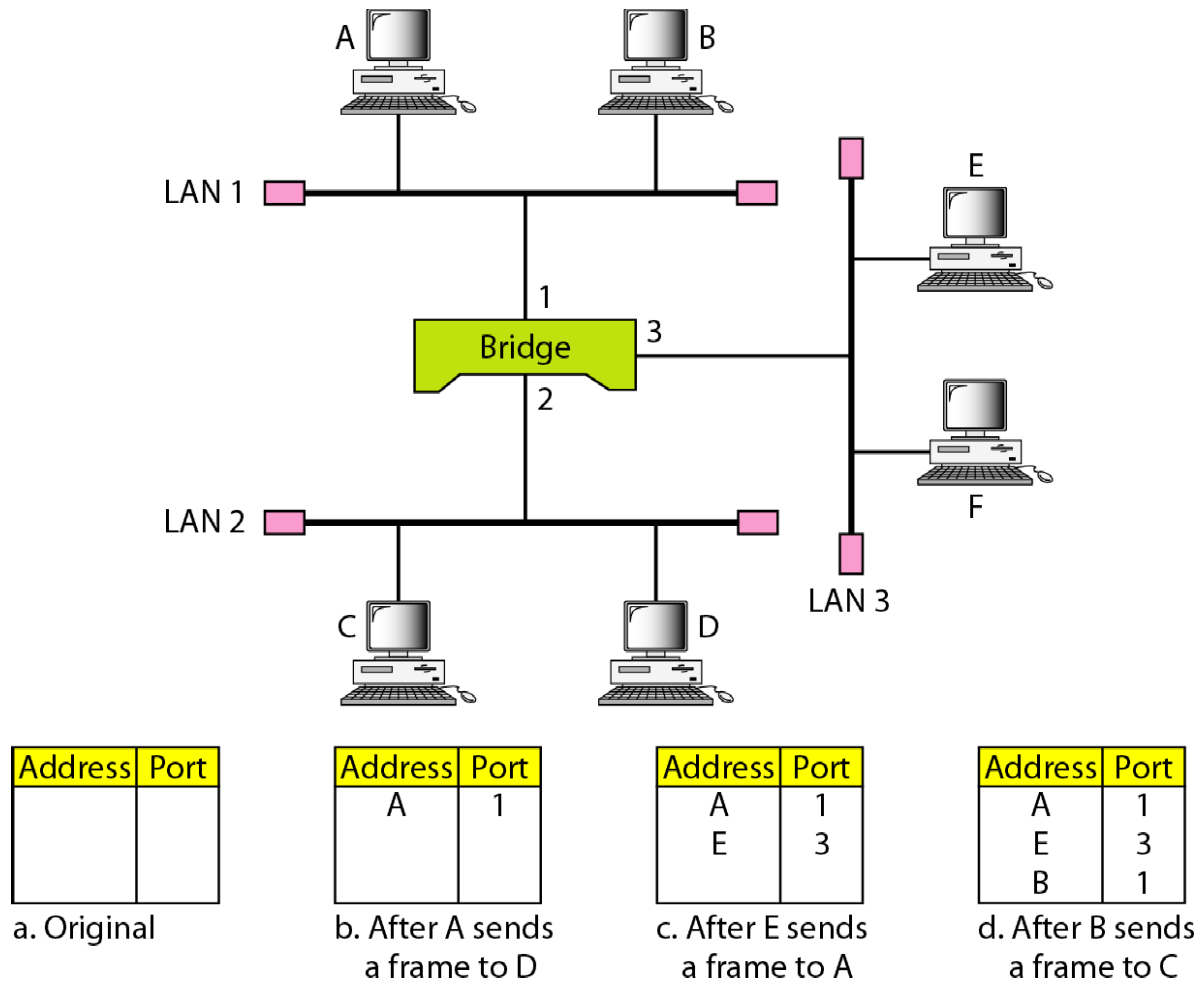 A
B
LAN 1
E
1
3
Bridge
2
F
LAN 2
LAN 3
C
D
Address Port
a. Original
Address Port
A 1
b. After A sends
a frame to D
Address Port
A 1
E 3
c. After E sends
a frame to A
Address Port
A 1
E 3
B 1
d. After B sends
a frame to C